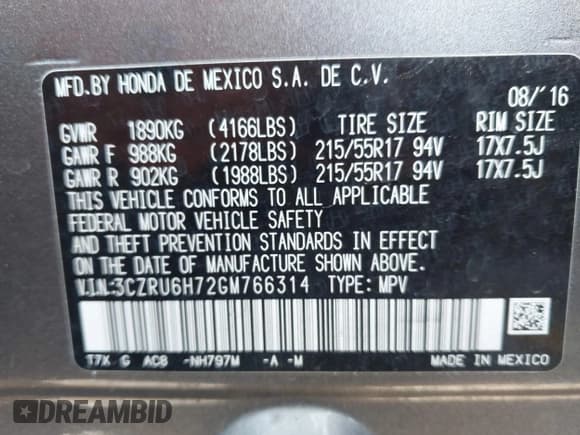 MFD.BY HONDA DE MEXICO S.A. DE C.V.
08/'16
GVWR 1890KG (4166LBS) TIRE SIZE RIM SIZE
GAWR F 988KG (2178LBS) 215/55R17 94V 17X7.5J
GAWR R 902KG (1988LBS) 215/55R17 94V 17X7.5J
THIS VEHICLE CONFORMS TO ALL APPLICABLE
FEDERAL MOTOR VEHICLE SAFETY
AND THEFT PREVENTION STANDARDS IN EFFECT
ON THE DATE OF MANUFACTURE SHOWN ABOVE.
V.I.N.:3CZRU6H72GM766314 TYPE: MPV
T7K G AC8 -NH797M -A -M MADE IN MEXICO
DREAMBID